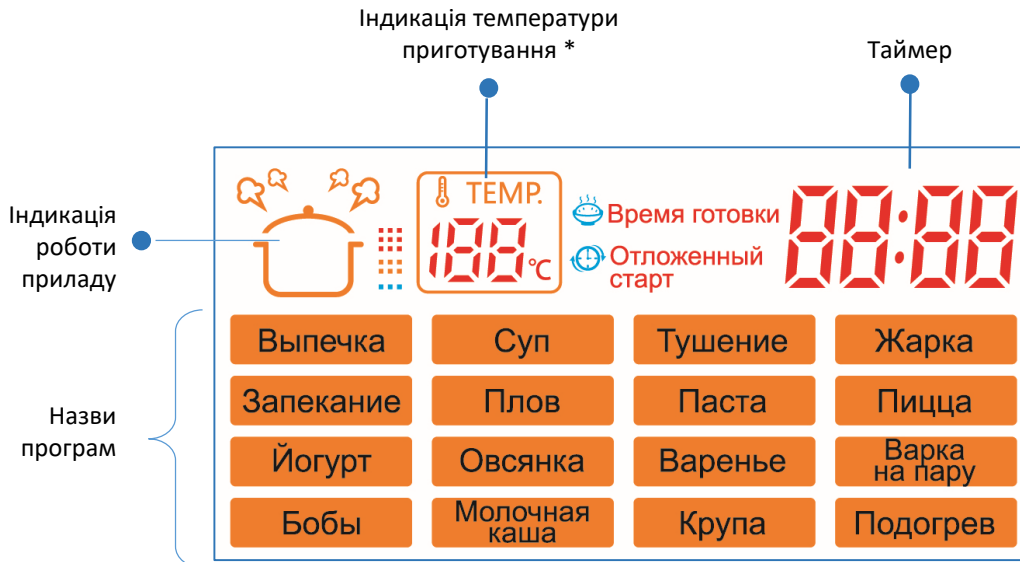 Індикація температури
приготування *
Таймер
Індикація
роботи
приладу
TEMP.
188 °C
Время готовки
Отложенный
старт
88:88
Назви
програм
Выпечка
Суп
Тушение
Жарка
Запекание
Плов
Паста
Пицца
Йогурт
Овсянка
Варенье
Варка
на пару
Бобы
Молочная
каша
Крупа
Подогрев